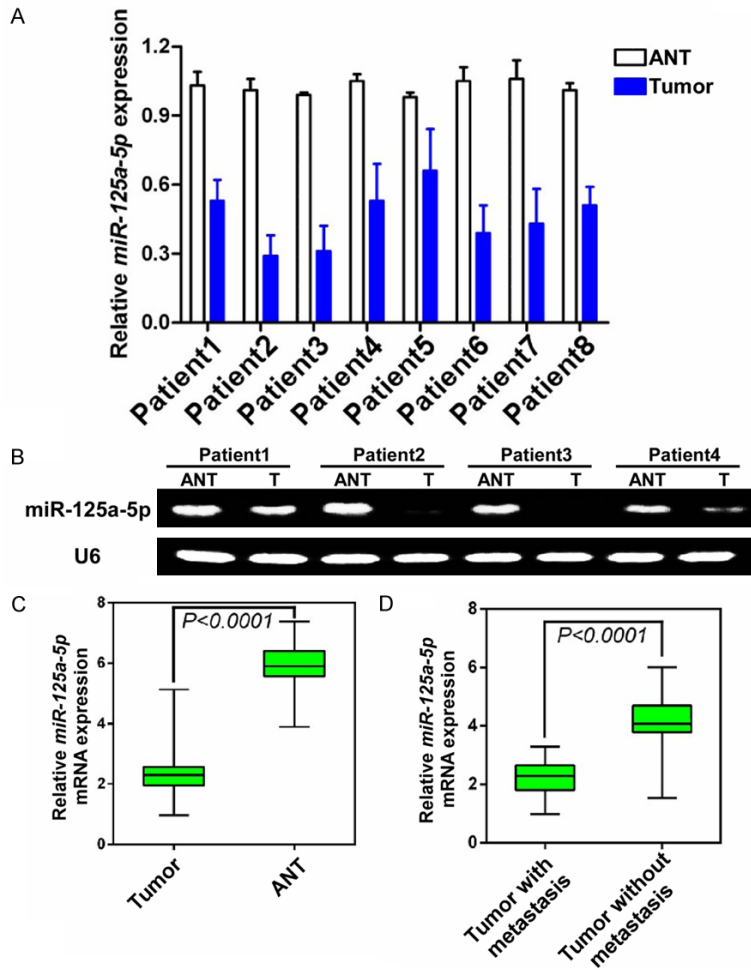 A
Relative miR-125a-5p expression
1.2
0.9
0.6
0.3
0.0
ANT
Tumor
Patient1
Patient2
Patient3
Patient4
Patient5
Patient6
Patient7
Patient8
B
Patient1 Patient2 Patient3 Patient4
ANT T ANT T ANT T ANT T
miR-125a-5p
U6
C
Relative miR-125a-5p
mRNA expression
8
6
4
2
0
P<0.0001
Tumor
ANT
D
Relative miR-125a-5p
mRNA expression
8
6
4
2
0
P<0.0001
Tumor with
metastasis
Tumor without
metastasis